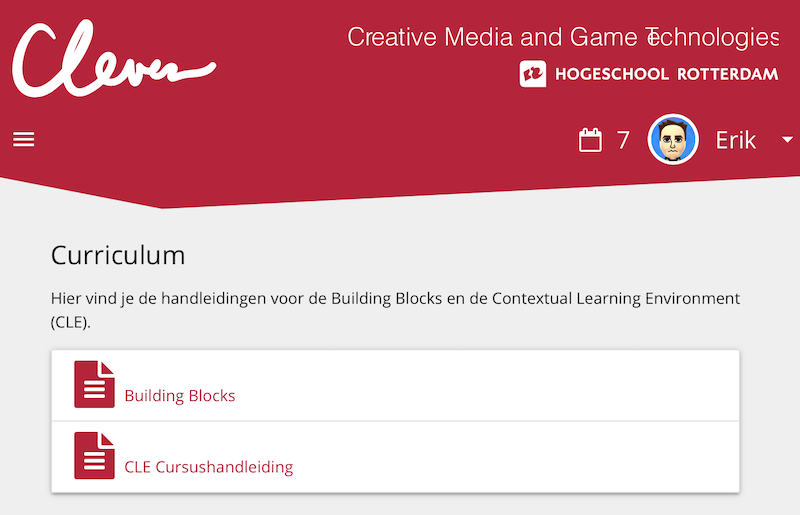 Clever
Creative Media and Game Technologies
HOGESCHOOL ROTTERDAM
7 Erik
Curriculum
Hier vind je de handleidingen voor de Building Blocks en de Contextual Learning Environment
(CLE).
Building Blocks
CLE Cursushandleiding